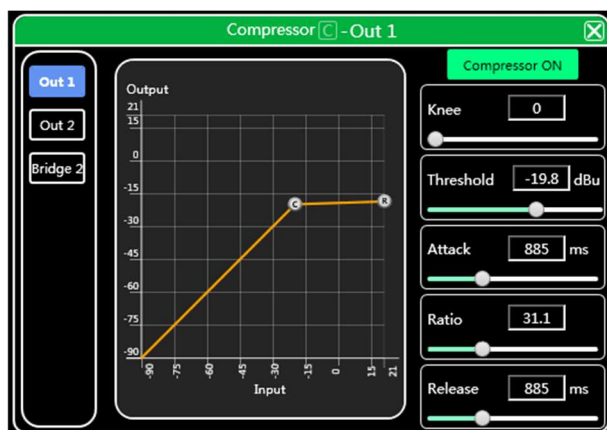 Compressor C - Out 1
Out 1
Out 2
Bridge 2
Output
21
15
0
-15
-30
-45
-60
-75
-90
C
R
-90
-75
-60
-45
-30
-15
0
15
21
Input
Compressor ON
Knee 0
Threshold -19.8 dBu
Attack 885 ms
Ratio 31.1
Release 885 ms